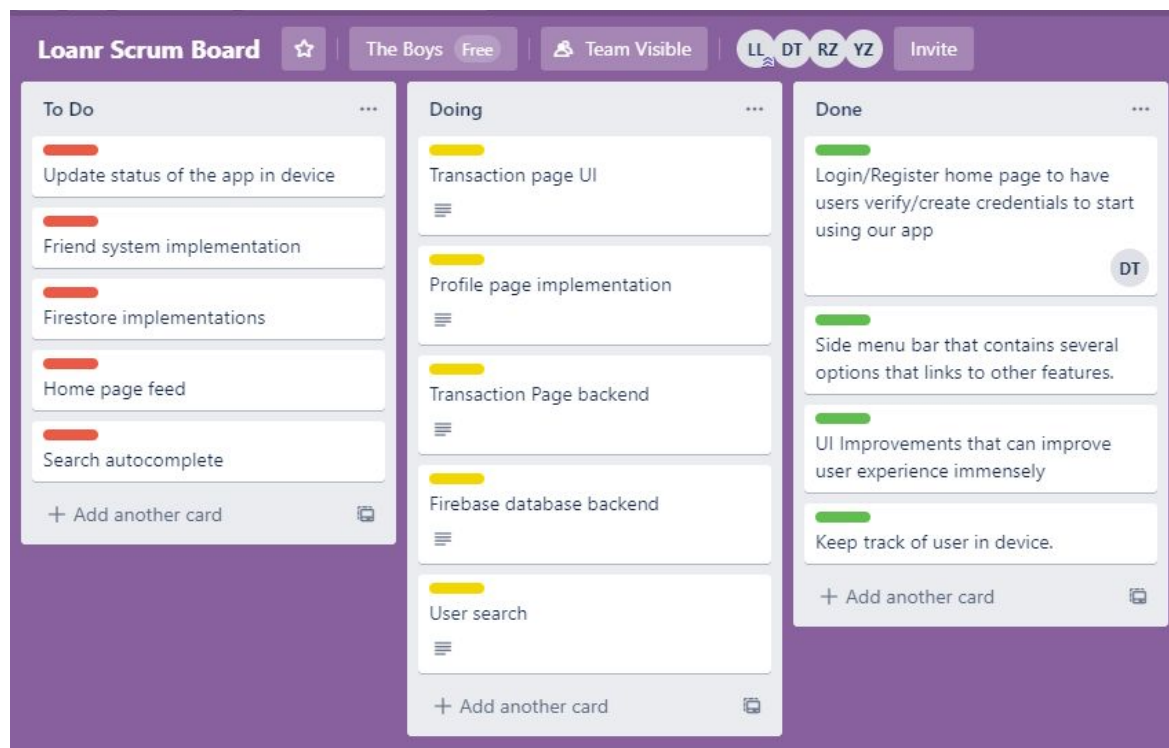 Loanr Scrum Board
The Boys Free
Team Visible
LL DT RZ YZ
Invite
To Do
Update status of the app in device
Friend system implementation
Firestore implementations
Home page feed
Search autocomplete
+ Add another card
Doing
Transaction page UI
Profile page implementation
Transaction Page backend
Firebase database backend
User search
+ Add another card
Done
Login/Register home page to have
users verify/create credentials to start
using our app
DT
Side menu bar that contains several
options that links to other features.
UI Improvements that can improve
user experience immensely
Keep track of user in device.
+ Add another card